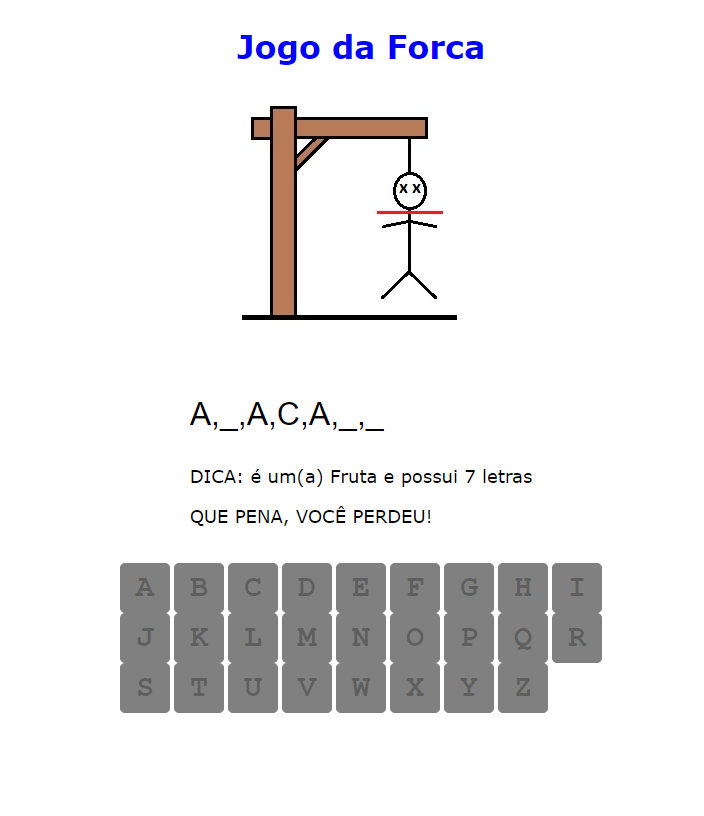 Jogo da Forca
x x
A,_,A,C,A,_,_
DICA: é um(a) Fruta e possui 7 letras
QUE PENA, VOCÊ PERDEU!
A B C D E F G H I
J K L M N O P Q R
S T U V W X Y Z